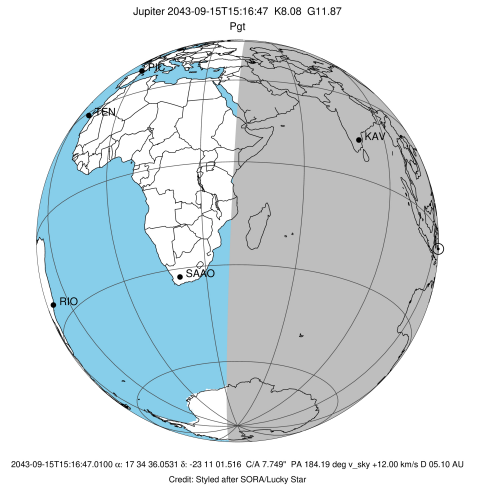 Jupiter 2043-09-15T15:16:47 K8.08 G11.87
Pgt
PIC
TEN
KAV
SAAO
RIO
2043-09-15T15:16:47.0100 α: 17 34 36.0531 δ: -23 11 01.516 C/A 7.749" PA 184.19 deg v_sky +12.00 km/s D 05.10 AU
Credit: Styled after SORA/Lucky Star